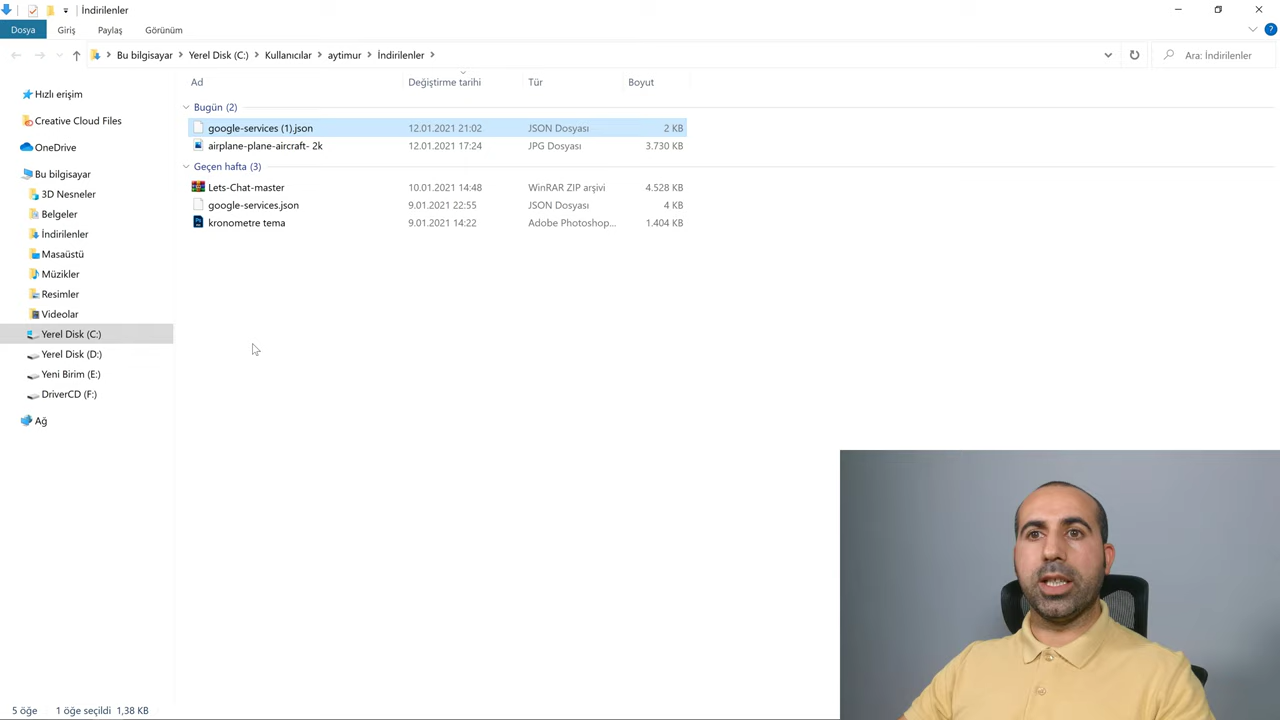 İndirilenler
Dosya Giriş Paylaş Görünüm
Bu bilgisayar Yerel Disk (C:) Kullanıcılar aytimur İndirilenler
Ara: İndirilenler
Hızlı erişim
Creative Cloud Files
OneDrive
Bu bilgisayar
3D Nesneler
Belgeler
İndirilenler
Masaüstü
Müzikler
Resimler
Videolar
Yerel Disk (C:)
Yerel Disk (D:)
Yeni Birim (E:)
DriverCD (F:)
Ağ
Ad Değiştirme tarihi Tür Boyut
Bugün (2)
google-services (1).json 12.01.2021 21:02 JSON Dosyası 2 KB
airplane-plane-aircraft- 2k 12.01.2021 17:24 JPG Dosyası 3.730 KB
Geçen hafta (3)
Lets-Chat-master 10.01.2021 14:48 WinRAR ZIP arşivi 4.528 KB
google-services.json 9.01.2021 22:55 JSON Dosyası 4 KB
kronometre tema 9.01.2021 14:22 Adobe Photoshop... 1.404 KB
5 öğe 1 öğe seçildi 1,38 KB